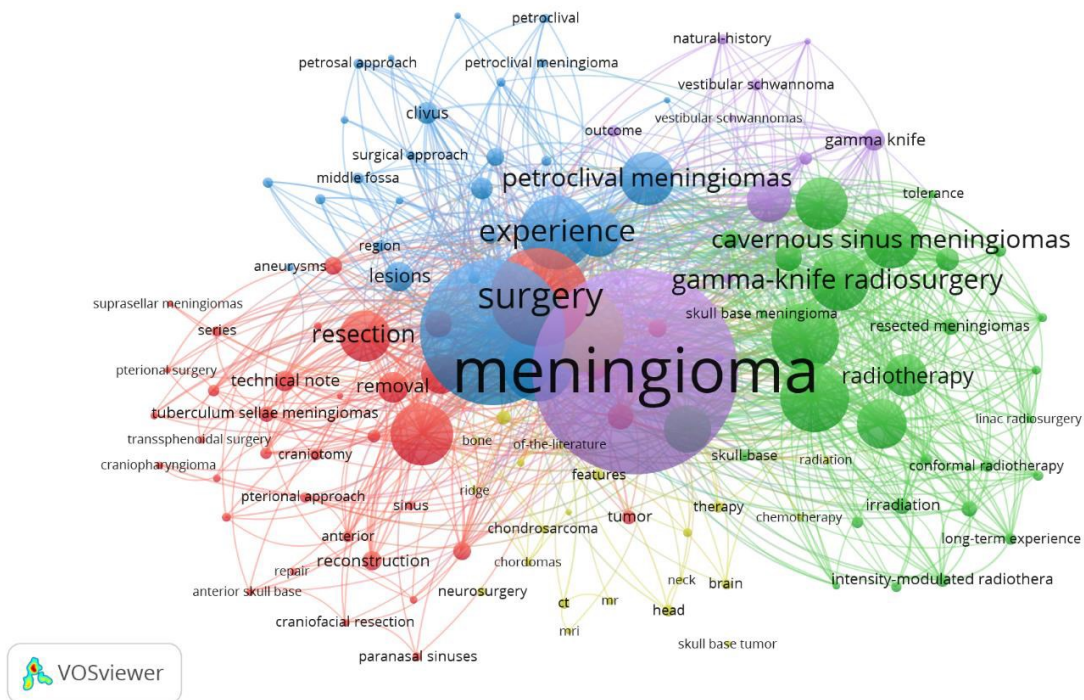 petroclival
natural-history
petrosal approach
petroclival meningioma
vestibular schwannoma
clivus
vestibular schwannomas
outcome
gamma knife
surgical approach
middle fossa
petroclival meningiomas
tolerance
experience
cavernous sinus meningiomas
region
aneurysms
lesions
gamma-knife radiosurgery
surgery
suprasellar meningiomas
skull base meningioma
series
resection
resected meningiomas
pterional surgery
meningioma
technical note
removal
radiotherapy
tuberculum sellae meningiomas
linac radiosurgery
transsphenoidal surgery
bone
of-the-literature
craniotomy
skull-base
radiation
craniopharyngioma
conformal radiotherapy
features
ridge
pterional approach
sinus
therapy
irradiation
tumor
chemotherapy
chondrosarcoma
anterior
long-term experience
reconstruction
chordomas
repair
neck
brain
intensity-modulated radiothera
anterior skull base
neurosurgery
ct
mr
head
craniofacial resection
mri
skull base tumor
paranasal sinuses
VOSviewer